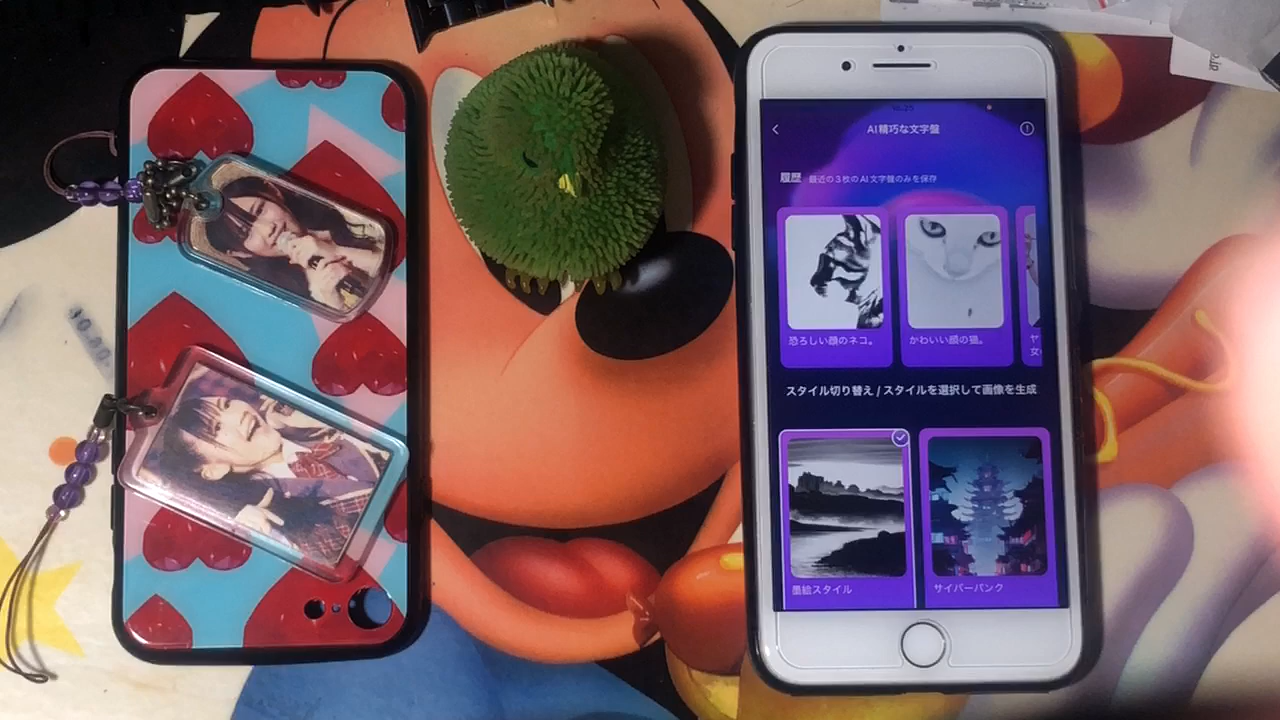 AI精巧な文字盤
履歴 最近の3枚のAI文字盤のみを保存
恐ろしい顔のネコ。
かわいい顔の猫。
スタイル切り替え / スタイルを選択して画像を生成
墨絵スタイル
サイバーパンク